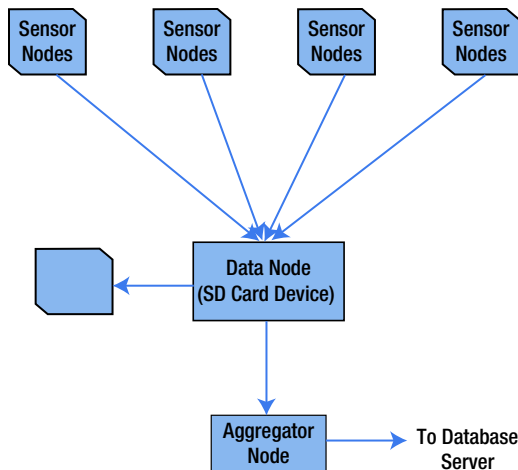 Sensor
Nodes
Sensor
Nodes
Sensor
Nodes
Sensor
Nodes
Data Node
(SD Card Device)
Aggregator
Node
To Database
Server